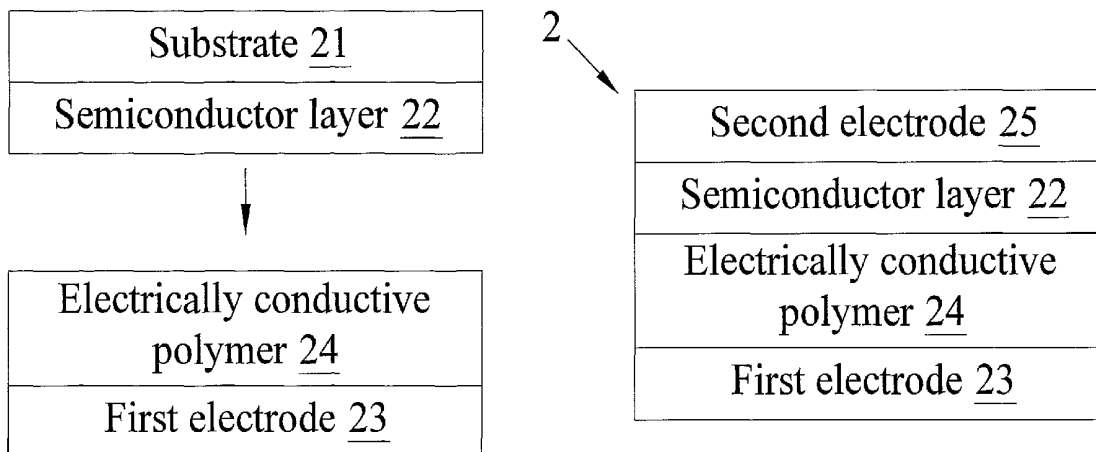 Substrate 21
Semiconductor layer 22
Electrically conductive
polymer 24
First electrode 23
2
Second electrode 25
Semiconductor layer 22
Electrically conductive
polymer 24
First electrode 23